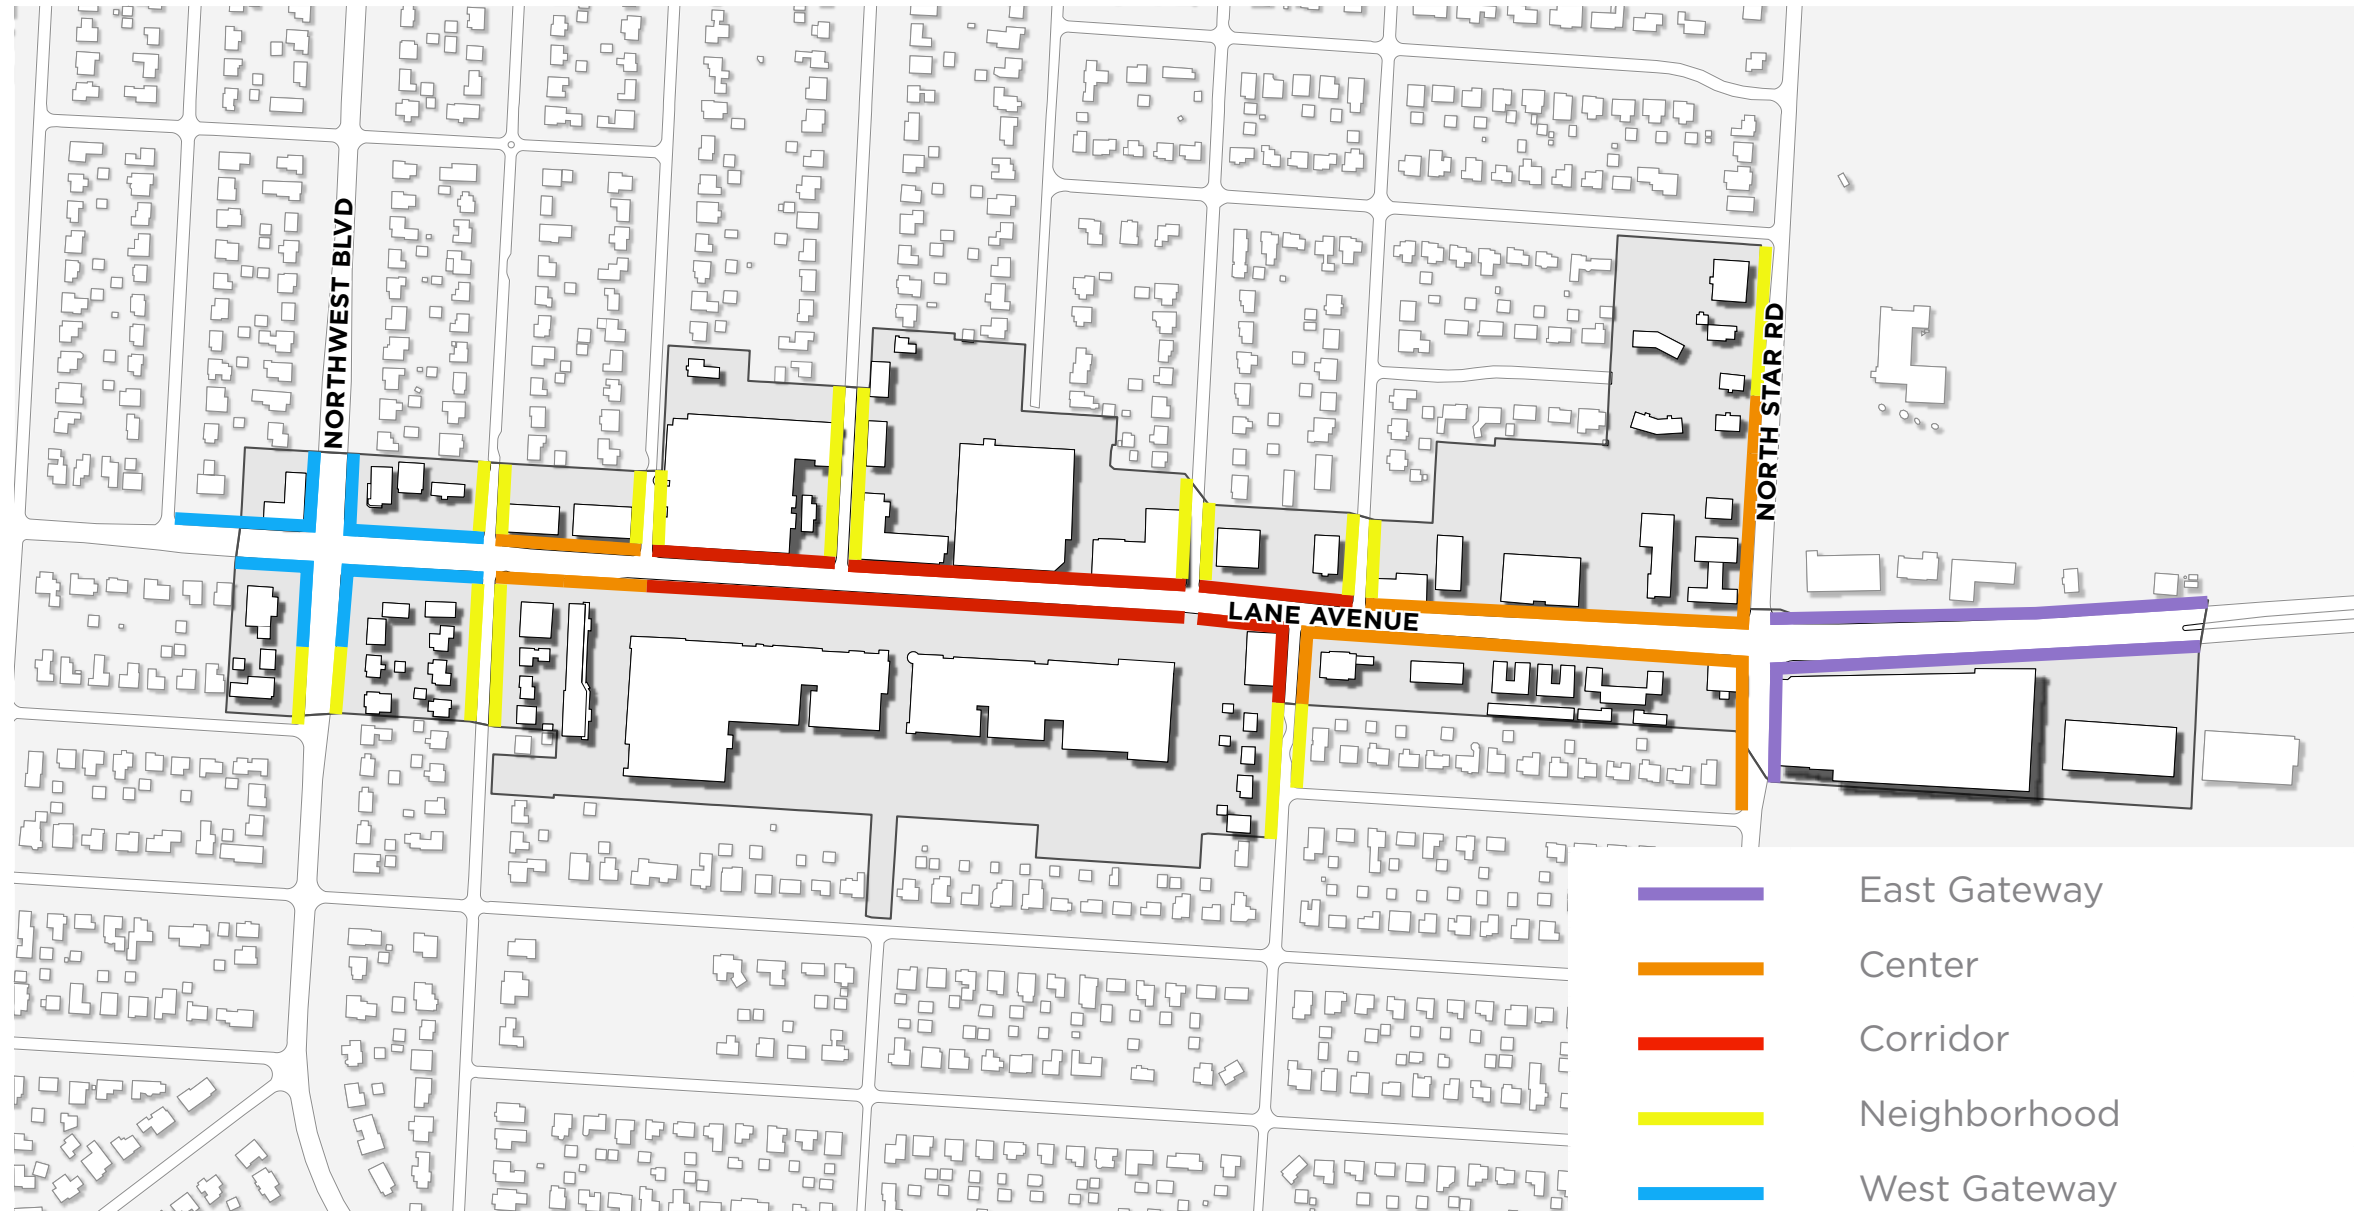 NORTHWEST BLVD
NORTH STAR RD
LANE AVENUE
East Gateway
Center
Corridor
Neighborhood
West Gateway